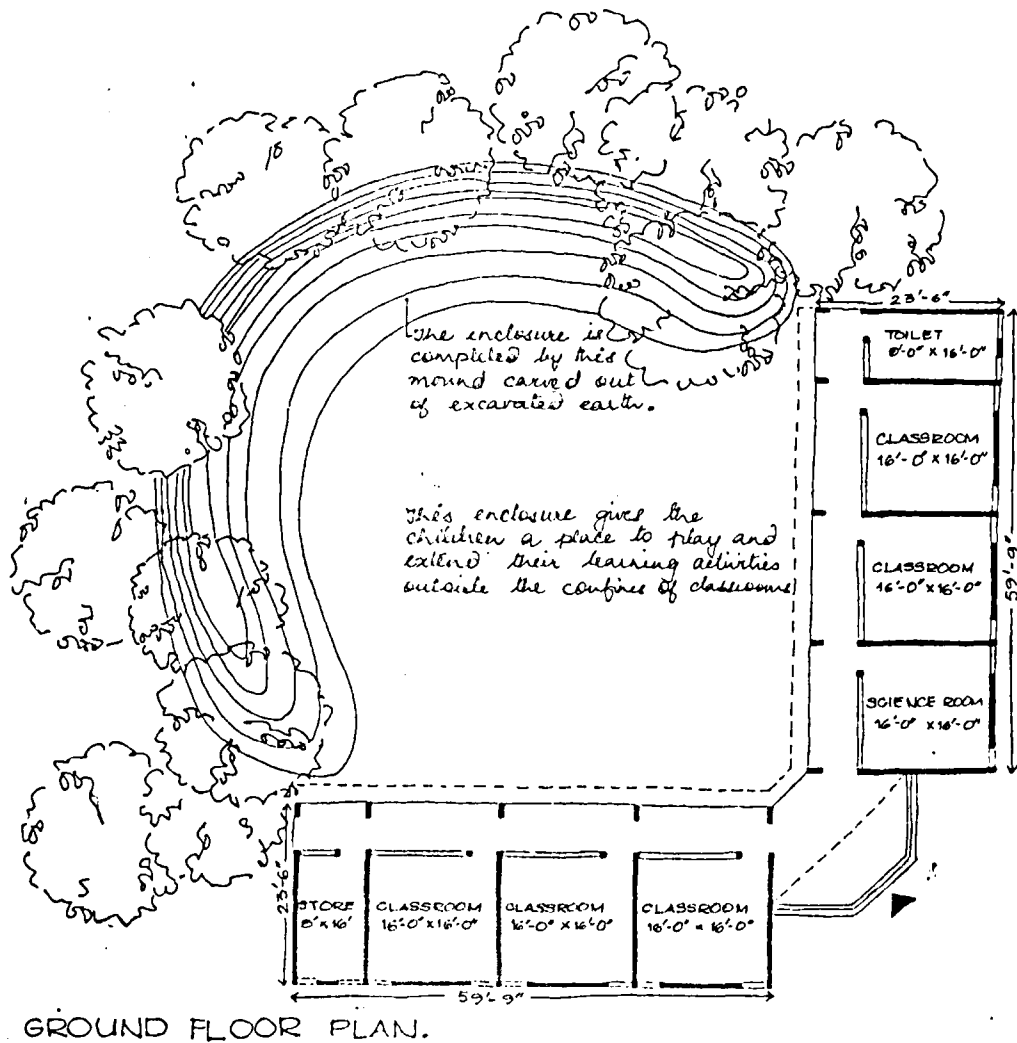 The enclosure is
completed by this
mound carved out
of excavated earth.
This enclosure gives the
children a place to play and
extend their learning activities
outside the confines of classrooms
23'-6"
TOILET
8'-0" x 16'-0"
CLASSROOM
16'-0" x 16'-0"
CLASSROOM
16'-0" x 16'-0"
59'-9"
SCIENCE ROOM
16'-0" x 16'-0"
23'-6"
STORE
8' x 16'
CLASSROOM
16'-0" x 16'-0"
CLASSROOM
16'-0" x 16'-0"
CLASSROOM
16'-0" x 16'-0"
59'-9"
GROUND FLOOR PLAN.